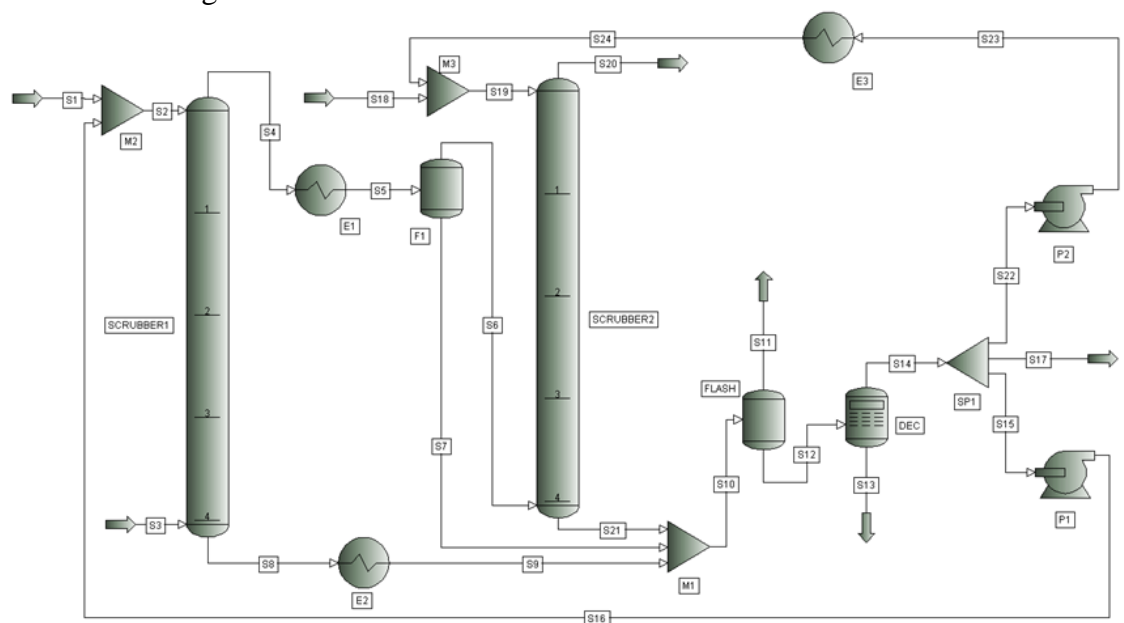 S24
S23
M3
S20
E3
S1
S2
S18
S19
M2
S4
S5
E1
F1
1
1
P2
S22
SCRUBBER1
2
S6
2
SCRUBBER2
S11
S14
S17
FLASH
SP1
3
3
S7
S12
DEC
S15
S10
S13
4
4
S3
S21
P1
S8
S9
M1
E2
S16